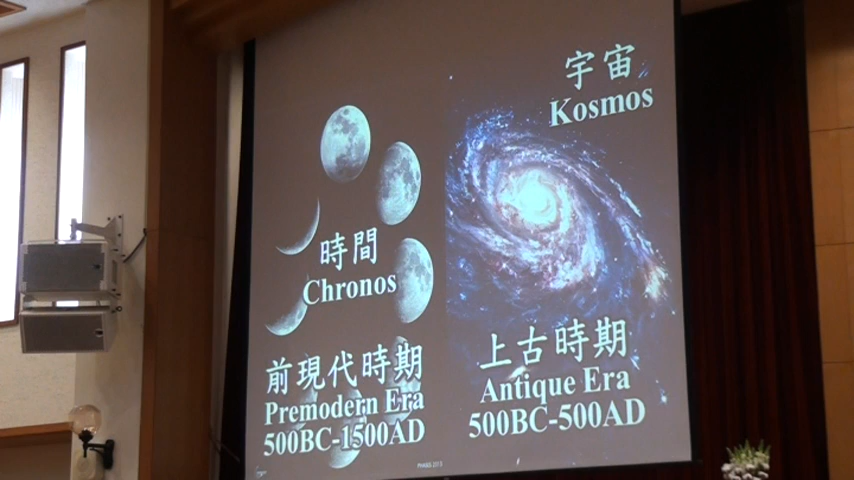 時間
Chronos
前現代時期
Premodern Era
500BC-1500AD
宇宙
Kosmos
上古時期
Antique Era
500BC-500AD